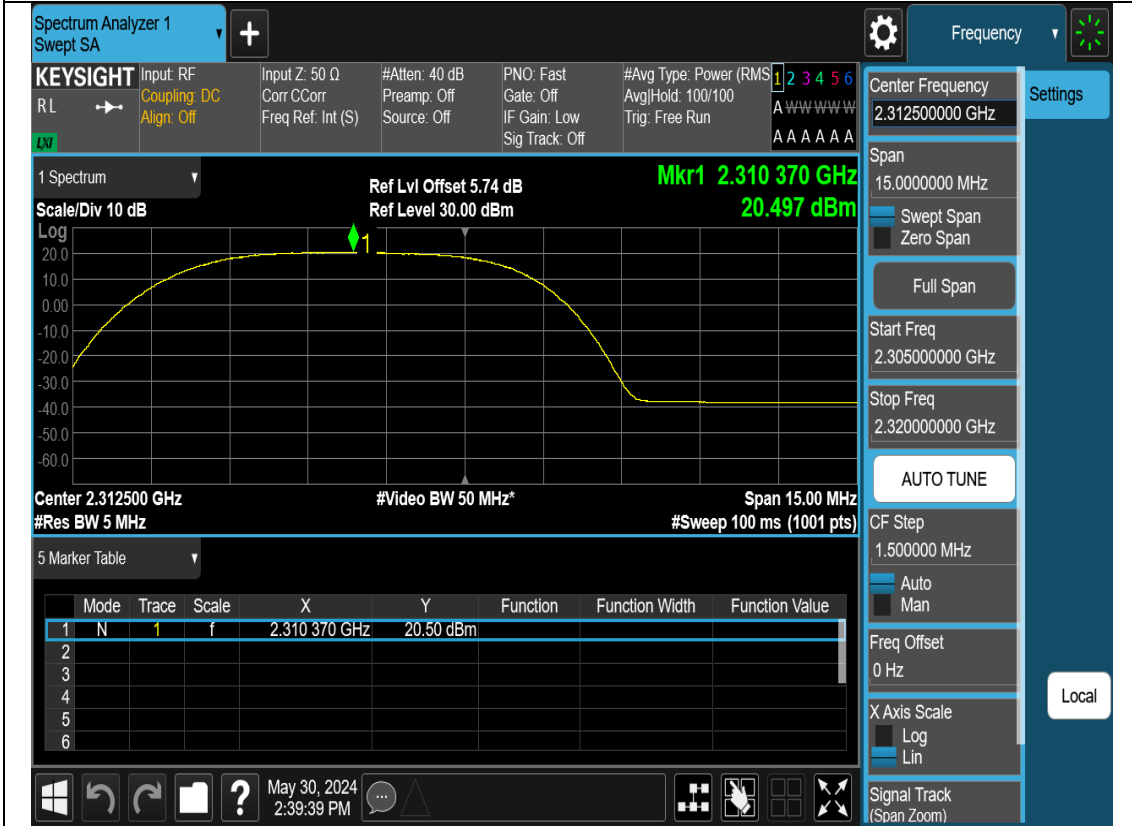 Spectrum Analyzer 1
Swept SA
+
Frequency
KEYSIGHT
R L
LXI
Input: RF
Coupling: DC
Align: Off
Input Z: 50 Ω
Corr CCorr
Freq Ref: Int (S)
#Atten: 40 dB
Preamp: Off
Source: Off
PNO: Fast
Gate: Off
IF Gain: Low
Sig Track: Off
#Avg Type: Power (RMS
Avg|Hold: 100/100
Trig: Free Run
1 2 3 4 5 6
A W W W W W
A A A A A A
1 Spectrum
Scale/Div 10 dB
Ref Lvl Offset 5.74 dB
Ref Level 30.00 dBm
Mkr1 2.310 370 GHz
20.497 dBm
Log
1
20.0
10.0
0.00
-10.0
-20.0
-30.0
-40.0
-50.0
-60.0
Center 2.312500 GHz
#Video BW 50 MHz*
Span 15.00 MHz
#Res BW 5 MHz
#Sweep 100 ms (1001 pts)
5 Marker Table
Mode Trace Scale X Y Function Function Width Function Value
1 N 1 f 2.310 370 GHz 20.50 dBm
2
3
4
5
6
?
May 30, 2024
2:39:39 PM
Center Frequency
2.312500000 GHz
Settings
Span
15.0000000 MHz
Swept Span
Zero Span
Full Span
Start Freq
2.305000000 GHz
Stop Freq
2.320000000 GHz
AUTO TUNE
CF Step
1.500000 MHz
Auto
Man
Freq Offset
0 Hz
Local
X Axis Scale
Log
Lin
Signal Track
(Span Zoom)